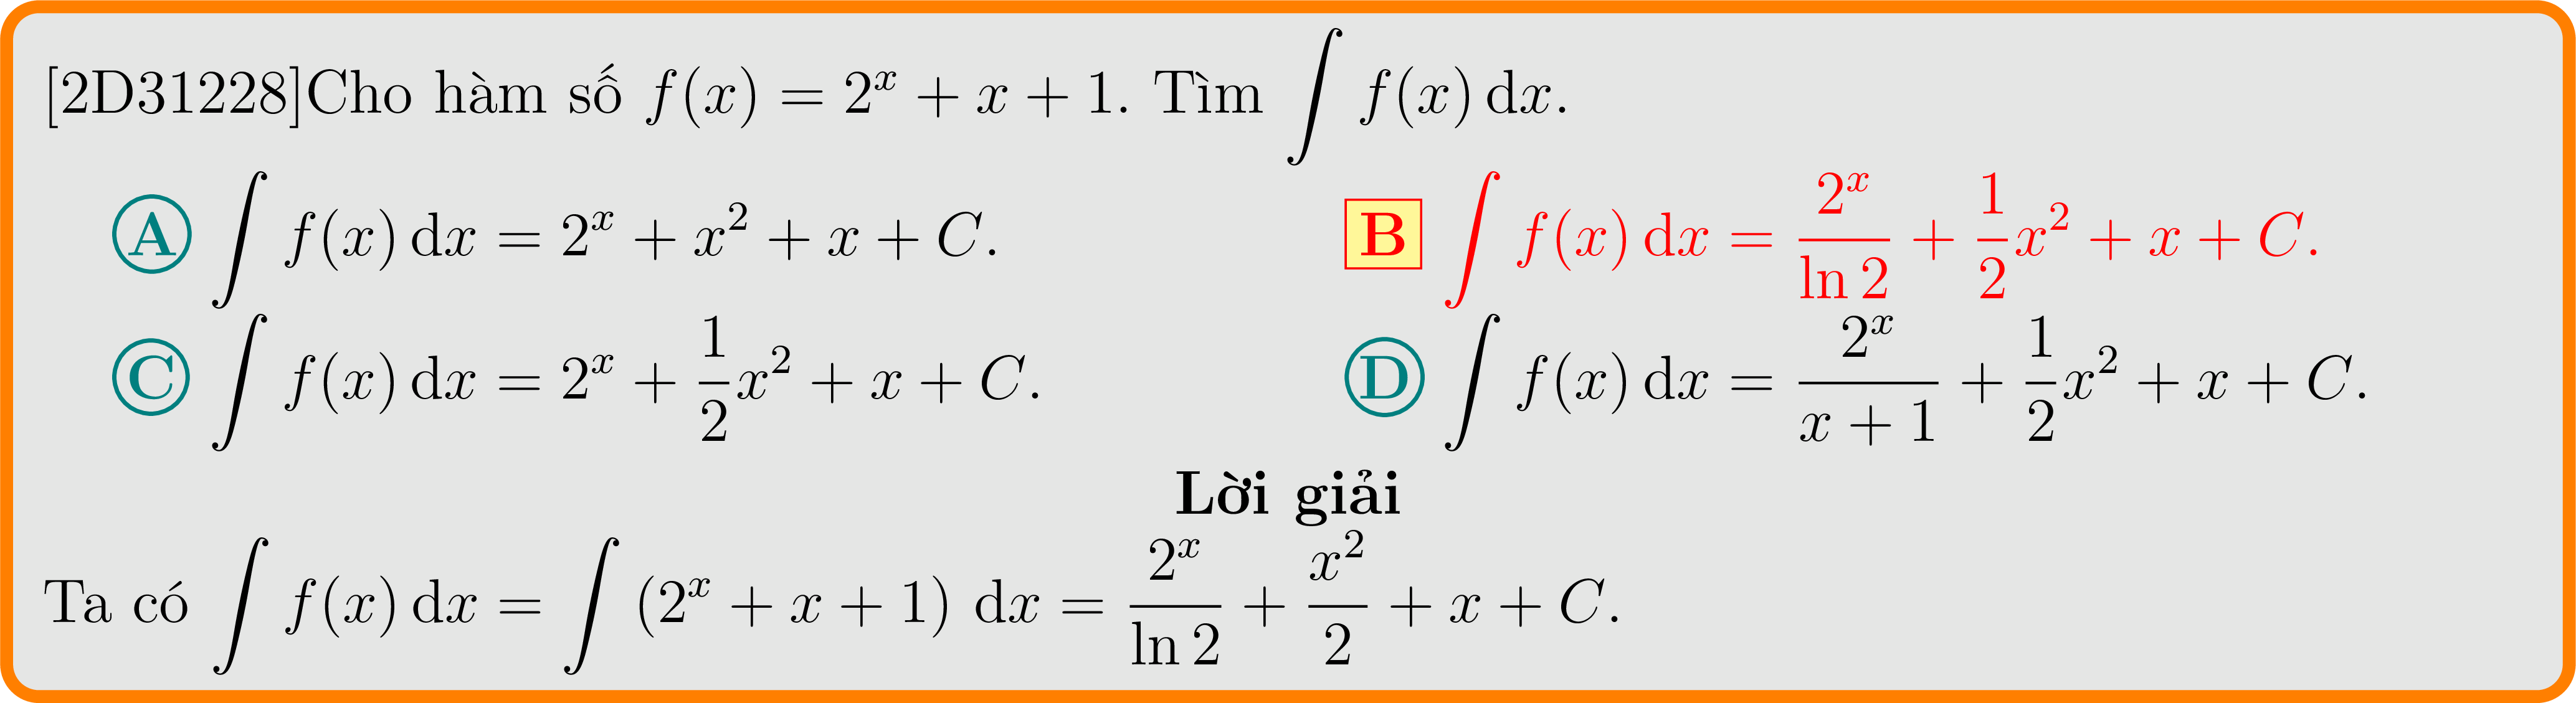 [2D31228]Cho hàm số $f(x) = 2^x + x + 1$. Tìm $\int f(x)\,\mathrm{d}x$.
A $\int f(x)\,\mathrm{d}x = 2^x + x^2 + x + C$. B $\int f(x)\,\mathrm{d}x = \frac{2^x}{\ln 2} + \frac{1}{2}x^2 + x + C$.
C $\int f(x)\,\mathrm{d}x = 2^x + \frac{1}{2}x^2 + x + C$. D $\int f(x)\,\mathrm{d}x = \frac{2^x}{x+1} + \frac{1}{2}x^2 + x + C$.
Lời giải
Ta có $\int f(x)\,\mathrm{d}x = \int (2^x + x + 1)\,\mathrm{d}x = \frac{2^x}{\ln 2} + \frac{x^2}{2} + x + C$.